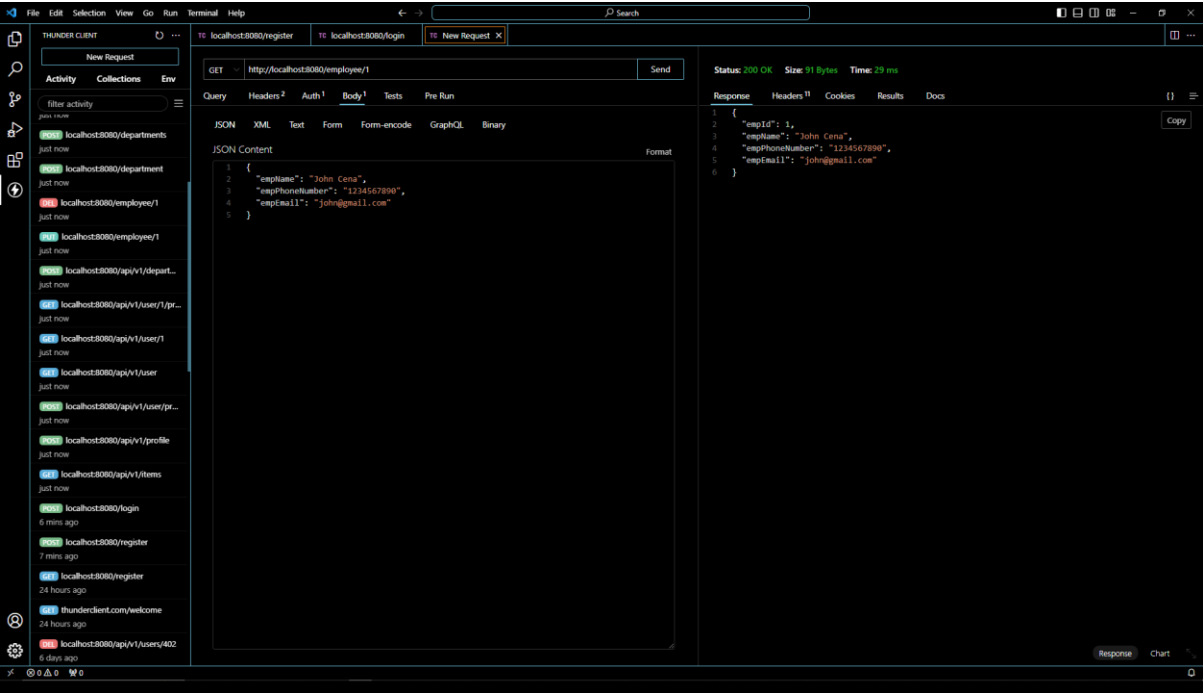 File Edit Selection View Go Run Terminal Help
Search
THUNDER CLIENT
New Request
Activity Collections Env
filter activity
just now
POST localhost:8080/departments
just now
POST localhost:8080/department
just now
DEL localhost:8080/employee/1
just now
PUT localhost:8080/employee/1
just now
POST localhost:8080/api/v1/depart...
just now
GET localhost:8080/api/v1/user/1/pr...
just now
GET localhost:8080/api/v1/user/1
just now
GET localhost:8080/api/v1/user
just now
POST localhost:8080/api/v1/user/pr...
just now
POST localhost:8080/api/v1/profile
just now
GET localhost:8080/api/v1/items
just now
POST localhost:8080/login
6 mins ago
POST localhost:8080/register
7 mins ago
GET localhost:8080/register
24 hours ago
GET thunderclient.com/welcome
24 hours ago
DEL localhost:8080/api/v1/users/402
6 days ago
TC localhost:8080/register TC localhost:8080/login TC New Request
GET http://localhost:8080/employee/1 Send
Query Headers 2 Auth 1 Body 1 Tests Pre Run
JSON XML Text Form Form-encode GraphQL Binary
JSON Content Format
1 {
2 "empName": "John Cena",
3 "empPhoneNumber": "1234567890",
4 "empEmail": "john@gmail.com"
5 }
Status: 200 OK Size: 91 Bytes Time: 29 ms
Response Headers 11 Cookies Results Docs {}
Copy
1 {
2 "empId": 1,
3 "empName": "John Cena",
4 "empPhoneNumber": "1234567890",
5 "empEmail": "john@gmail.com"
6 }
Response Chart
0 0 0